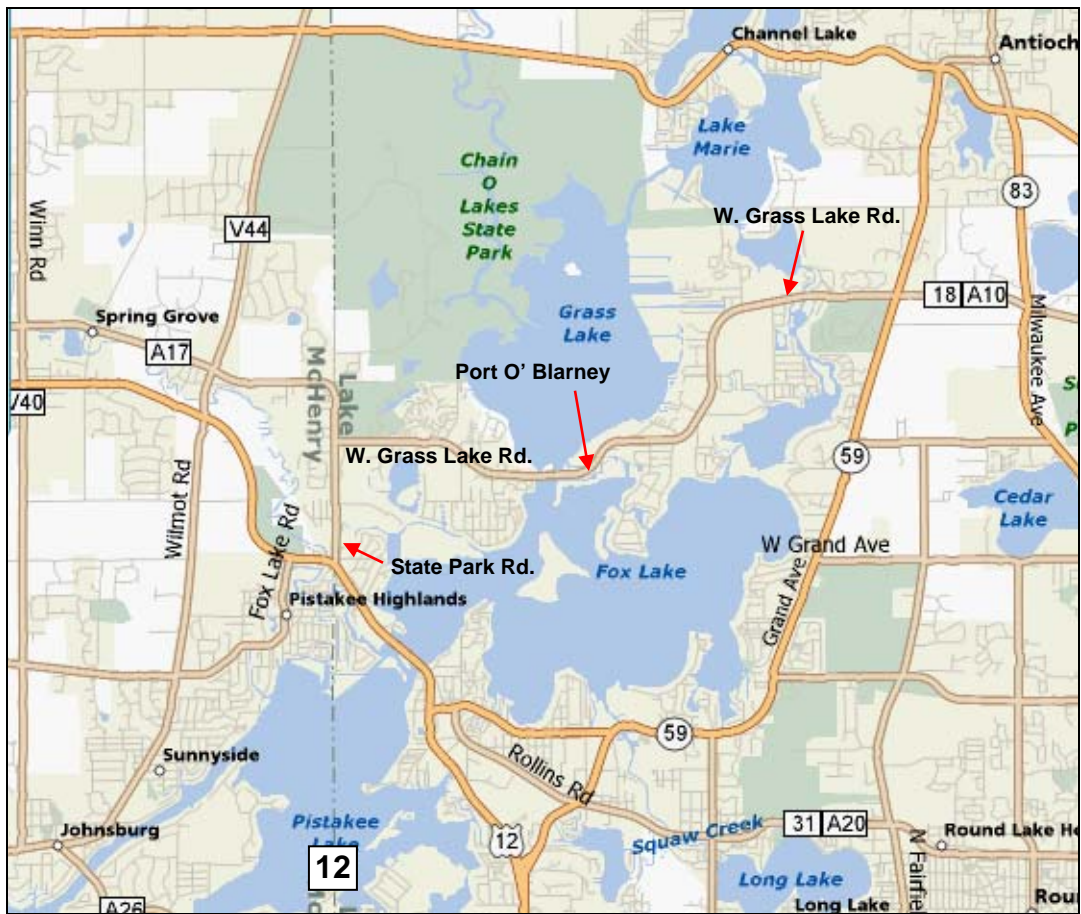 Channel Lake
Antioch
Lake
Marie
Chain
O
Lakes
State
Park
W. Grass Lake Rd.
83
V44
Winn Rd
18 A10
Grass
Lake
Spring Grove
Milwaukee Ave
A17
McHenry
Lake
Port O' Blarney
V40
W. Grass Lake Rd.
59
Wilmot Rd
Cedar
Lake
W Grand Ave
Fox Lake Rd
State Park Rd.
Fox Lake
Pistakee Highlands
Grand Ave
59
Sunnyside
Rollins Rd
Johnsburg
Pistakee
Lake
12
12
Squaw Creek
31 A20
Round Lake He
N Fairfie
Long Lake
Long Lake
Rou
A26